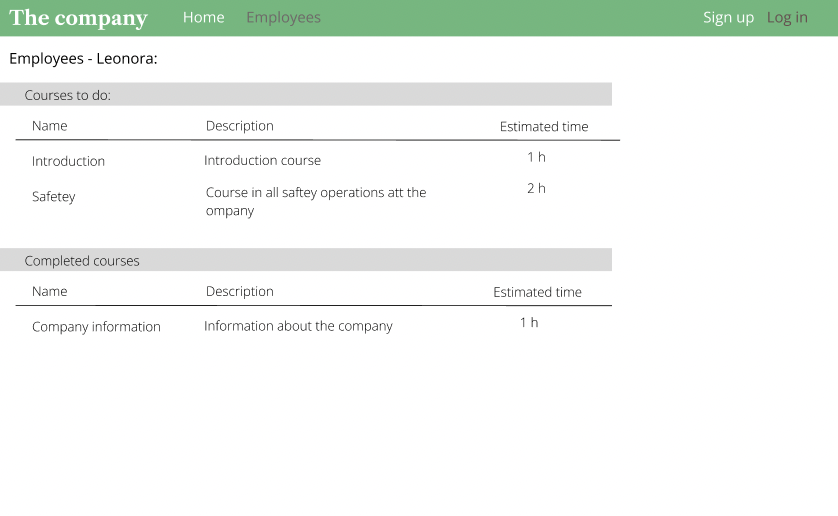 The company Home Employees Sign up Log in
Employees - Leonora:
Courses to do:
Name Description Estimated time
Introduction Introduction course 1 h
Safetey Course in all saftey operations att the 2 h
ompany
Completed courses
Name Description Estimated time
Company information Information about the company 1 h